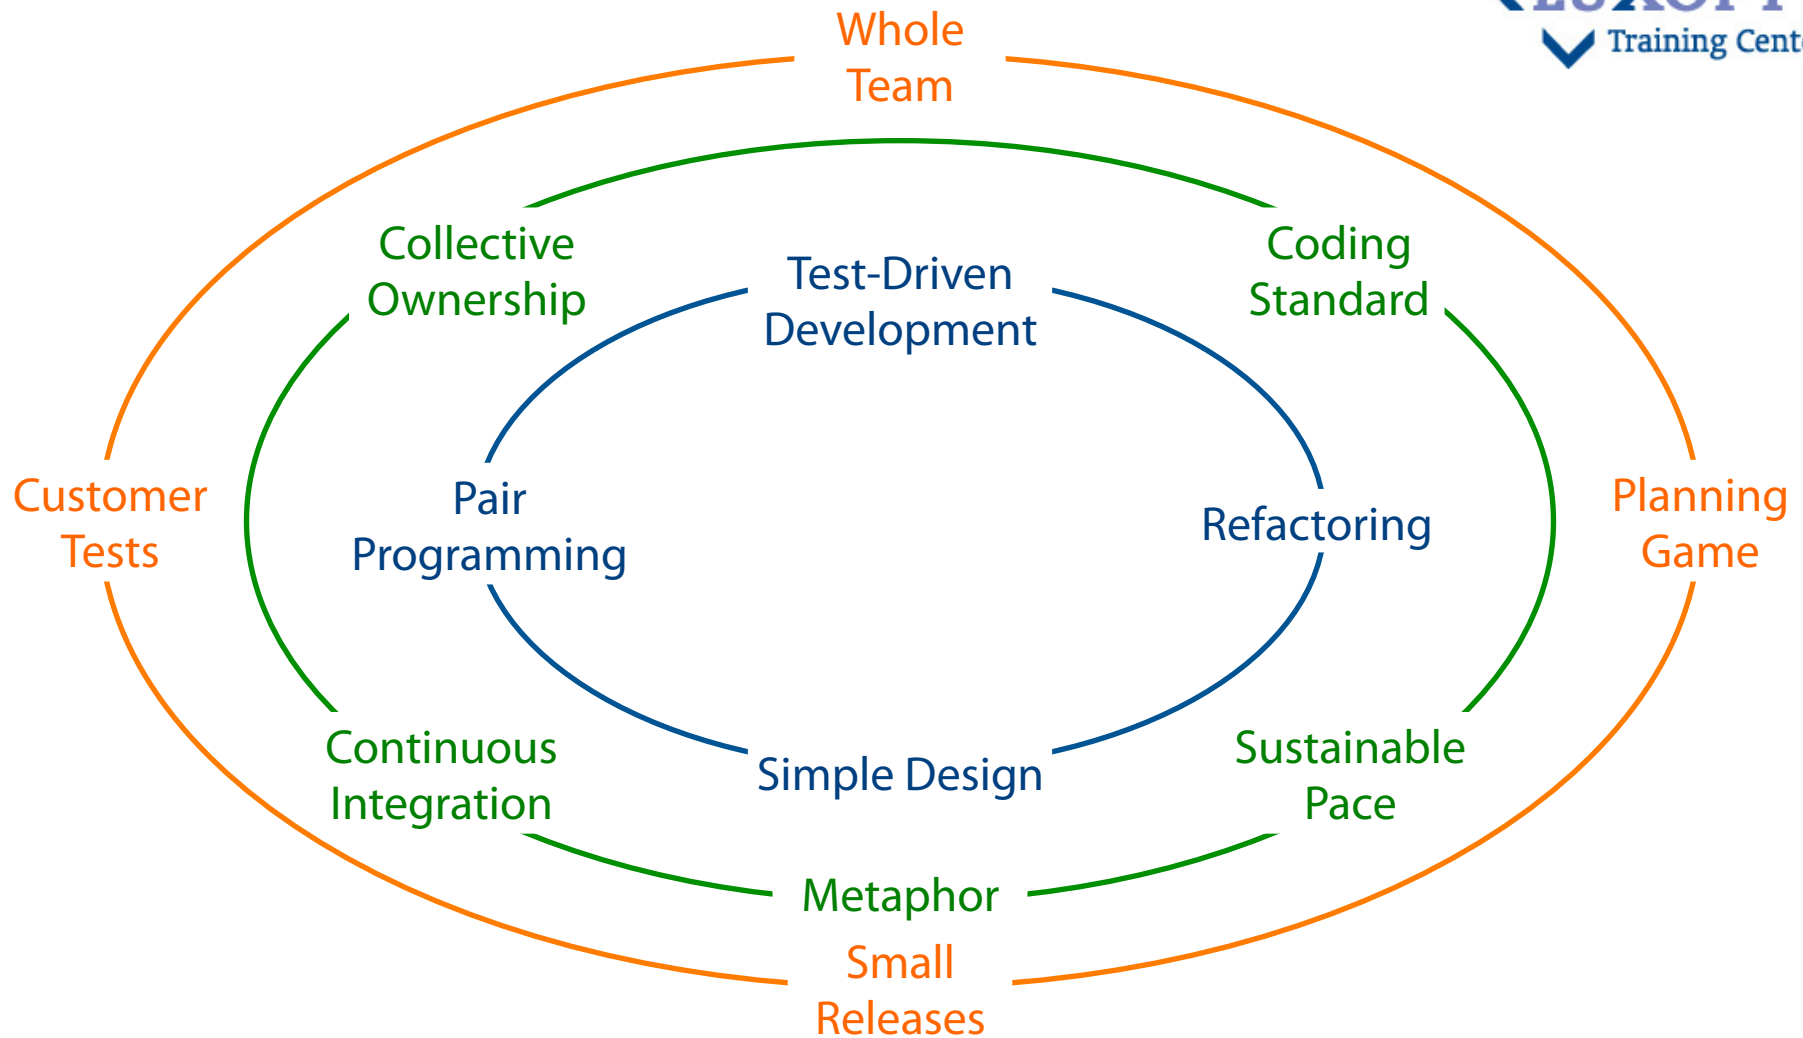 Training
Whole
Team
Collective
Ownership
Coding
Standard
Test-Driven
Development
Customer
Tests
Pair
Programming
Refactoring
Planning
Game
Continuous
Integration
Simple Design
Sustainable
Pace
Metaphor
Small
Releases